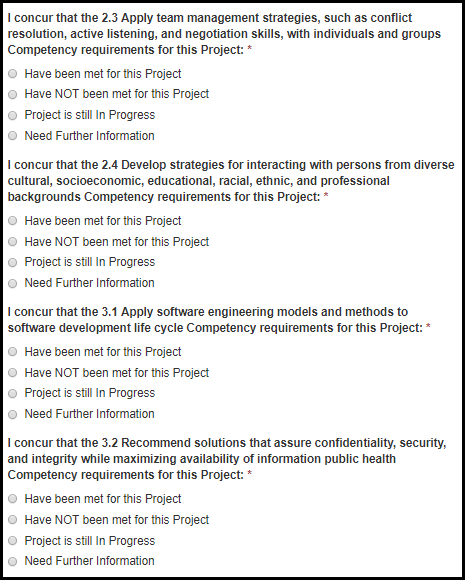 I concur that the 2.3 Apply team management strategies, such as conflict
resolution, active listening, and negotiation skills, with individuals and groups
Competency requirements for this Project: *
Have been met for this Project
Have NOT been met for this Project
Project is still In Progress
Need Further Information
I concur that the 2.4 Develop strategies for interacting with persons from diverse
cultural, socioeconomic, educational, racial, ethnic, and professional
backgrounds Competency requirements for this Project: *
Have been met for this Project
Have NOT been met for this Project
Project is still In Progress
Need Further Information
I concur that the 3.1 Apply software engineering models and methods to
software development life cycle Competency requirements for this Project: *
Have been met for this Project
Have NOT been met for this Project
Project is still In Progress
Need Further Information
I concur that the 3.2 Recommend solutions that assure confidentiality, security,
and integrity while maximizing availability of information public health
Competency requirements for this Project: *
Have been met for this Project
Have NOT been met for this Project
Project is still In Progress
Need Further Information